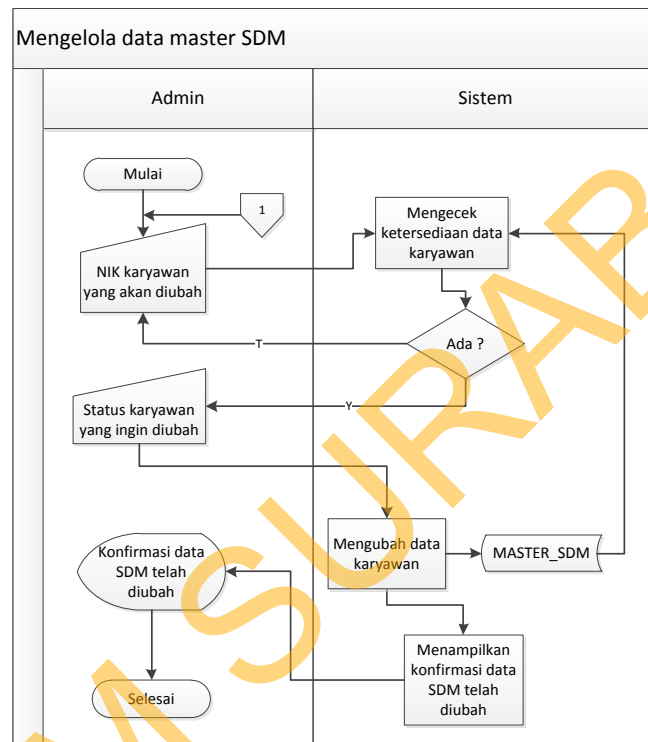 Mengelola data master SDM
Admin
Sistem
Mulai
1
Mengecek
ketersediaan data
karyawan
NIK karyawan
yang akan diubah
Ada ?
T
Status karyawan
yang ingin diubah
Y
Mengubah data
karyawan
MASTER_SDM
Konfirmasi data
SDM telah
diubah
Menampilkan
konfirmasi data
SDM telah
diubah
Selesai
M SURAB